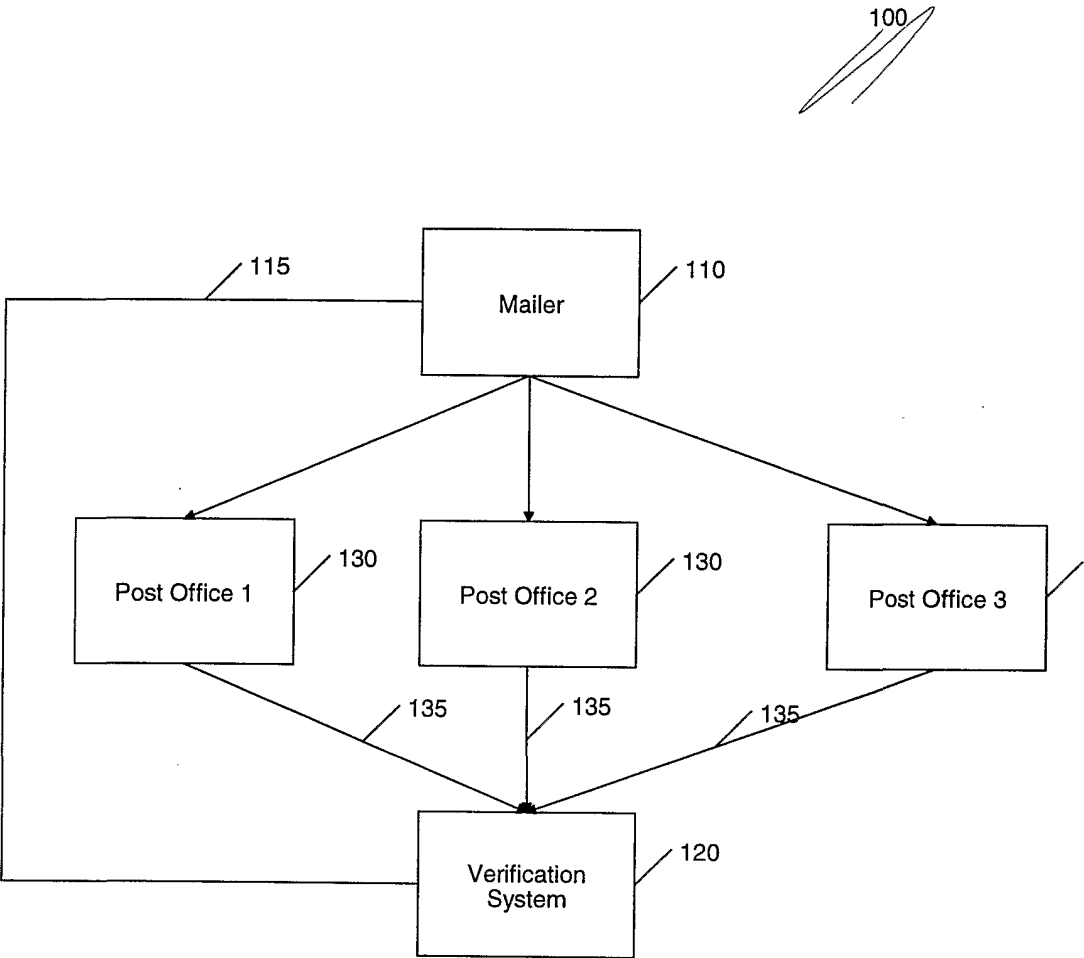 100
115
110
Mailer
130
130
Post Office 1
Post Office 2
Post Office 3
135
135
135
120
Verification
System